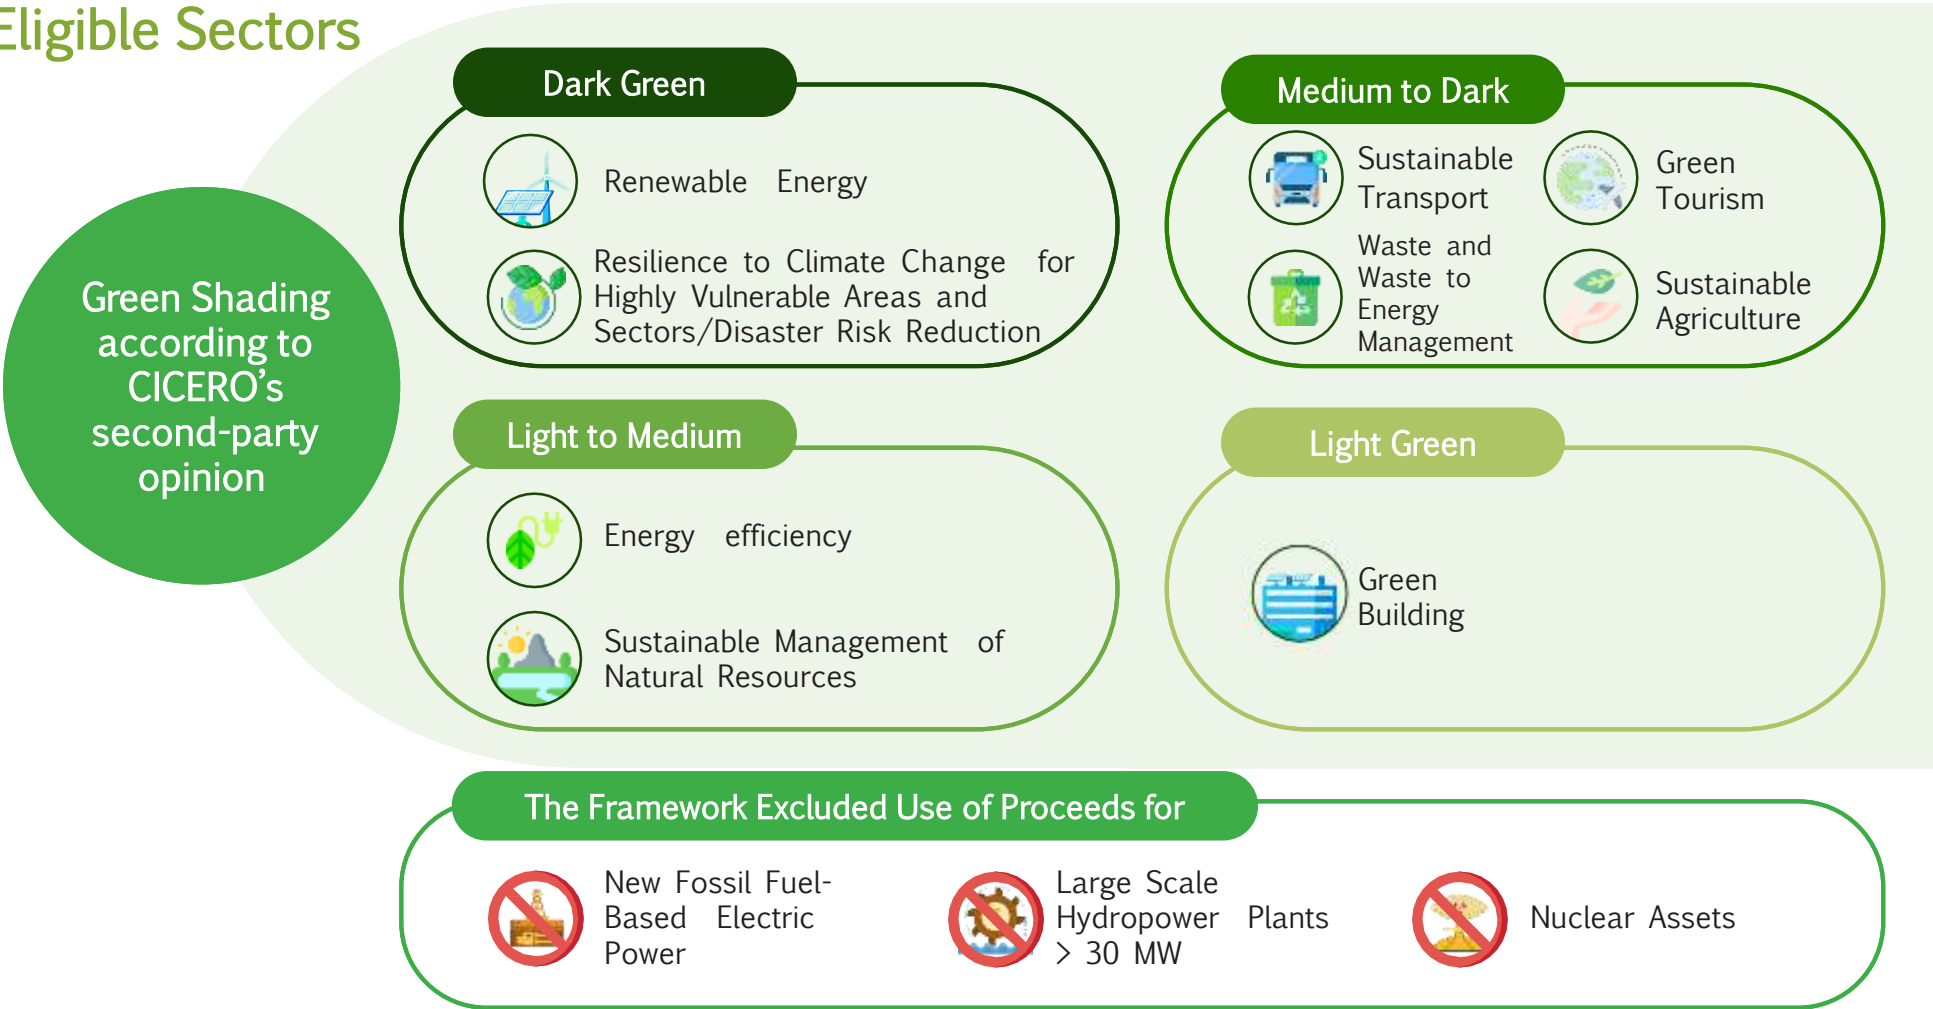 Eligible Sectors
Green Shading
according to
CICERO's
second-party
opinion
Dark Green
Renewable Energy
Resilience to Climate Change for
Highly Vulnerable Areas and
Sectors/Disaster Risk Reduction
Medium to Dark
Sustainable
Transport
Green
Tourism
Waste and
Waste to
Energy
Management
Sustainable
Agriculture
Light to Medium
Energy efficiency
Sustainable Management of
Natural Resources
Light Green
Green
Building
The Framework Excluded Use of Proceeds for
New Fossil Fuel-
Based Electric
Power
Large Scale
Hydropower Plants
> 30 MW
Nuclear Assets